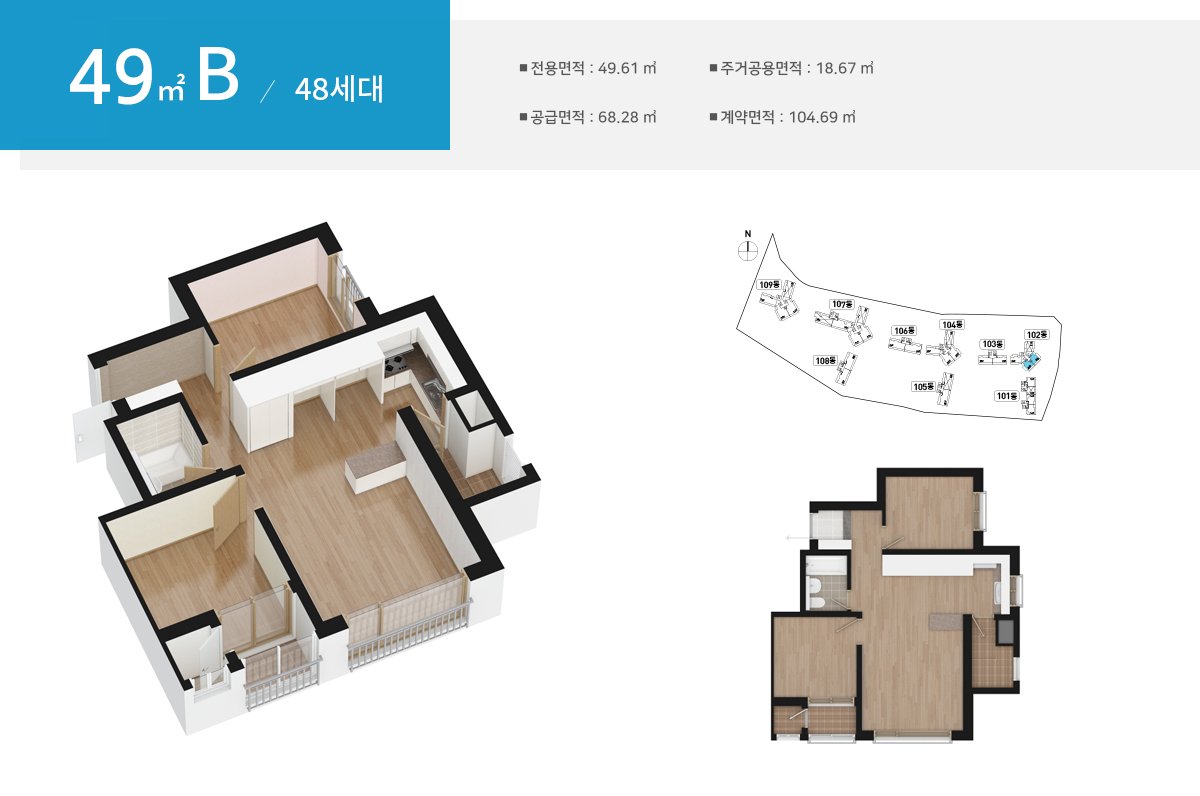 49㎡ B / 48세대
■ 전용면적 : 49.61 ㎡
■ 주거공용면적 : 18.67 ㎡
■ 공급면적 : 68.28 ㎡
■ 계약면적 : 104.69 ㎡
N
109동
107동
106동
104동
103동
102동
108동
105동
101동